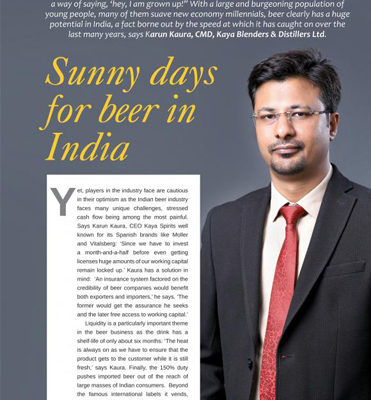 a way of saying, 'hey, I am grown up!'" With a large and burgeoning population of
young people, many of them suave new economy millennials, beer clearly has a huge
potential in India, a fact borne out by the speed at which it has caught on over the
last many years, says Karun Kaura, CMD, Kaya Blenders & Distillers Ltd.
Sunny days
for beer in
India
Yet, players in the industry face are cautious
in their optimism as the Indian beer industry
faces many unique challenges, stressed
cash flow being among the most painful.
Says Karun Kaura, CEO Kaya Spirits well
known for its Spanish brands like Moller
and Vitalsberg: 'Since we have to invest
a month-and-a-half before even getting
licenses huge amounts of our working capital
remain locked up.' Kaura has a solution in
mind: 'An insurance system factored on the
credibility of beer companies would benefit
both exporters and importers,' he says. 'The
former would get the assurance he seeks
and the later free access to working capital.'
Liquidity is a particularly important theme
in the beer business as the drink has a
shelf-life of only about six months. 'The heat
is always on as we have to ensure that the
product gets to the customer while it is still
fresh,' says Kaura. Finally, the 150% duty
pushes imported beer out of the reach of
large masses of Indian consumers. Beyond
the famous international labels it vends,